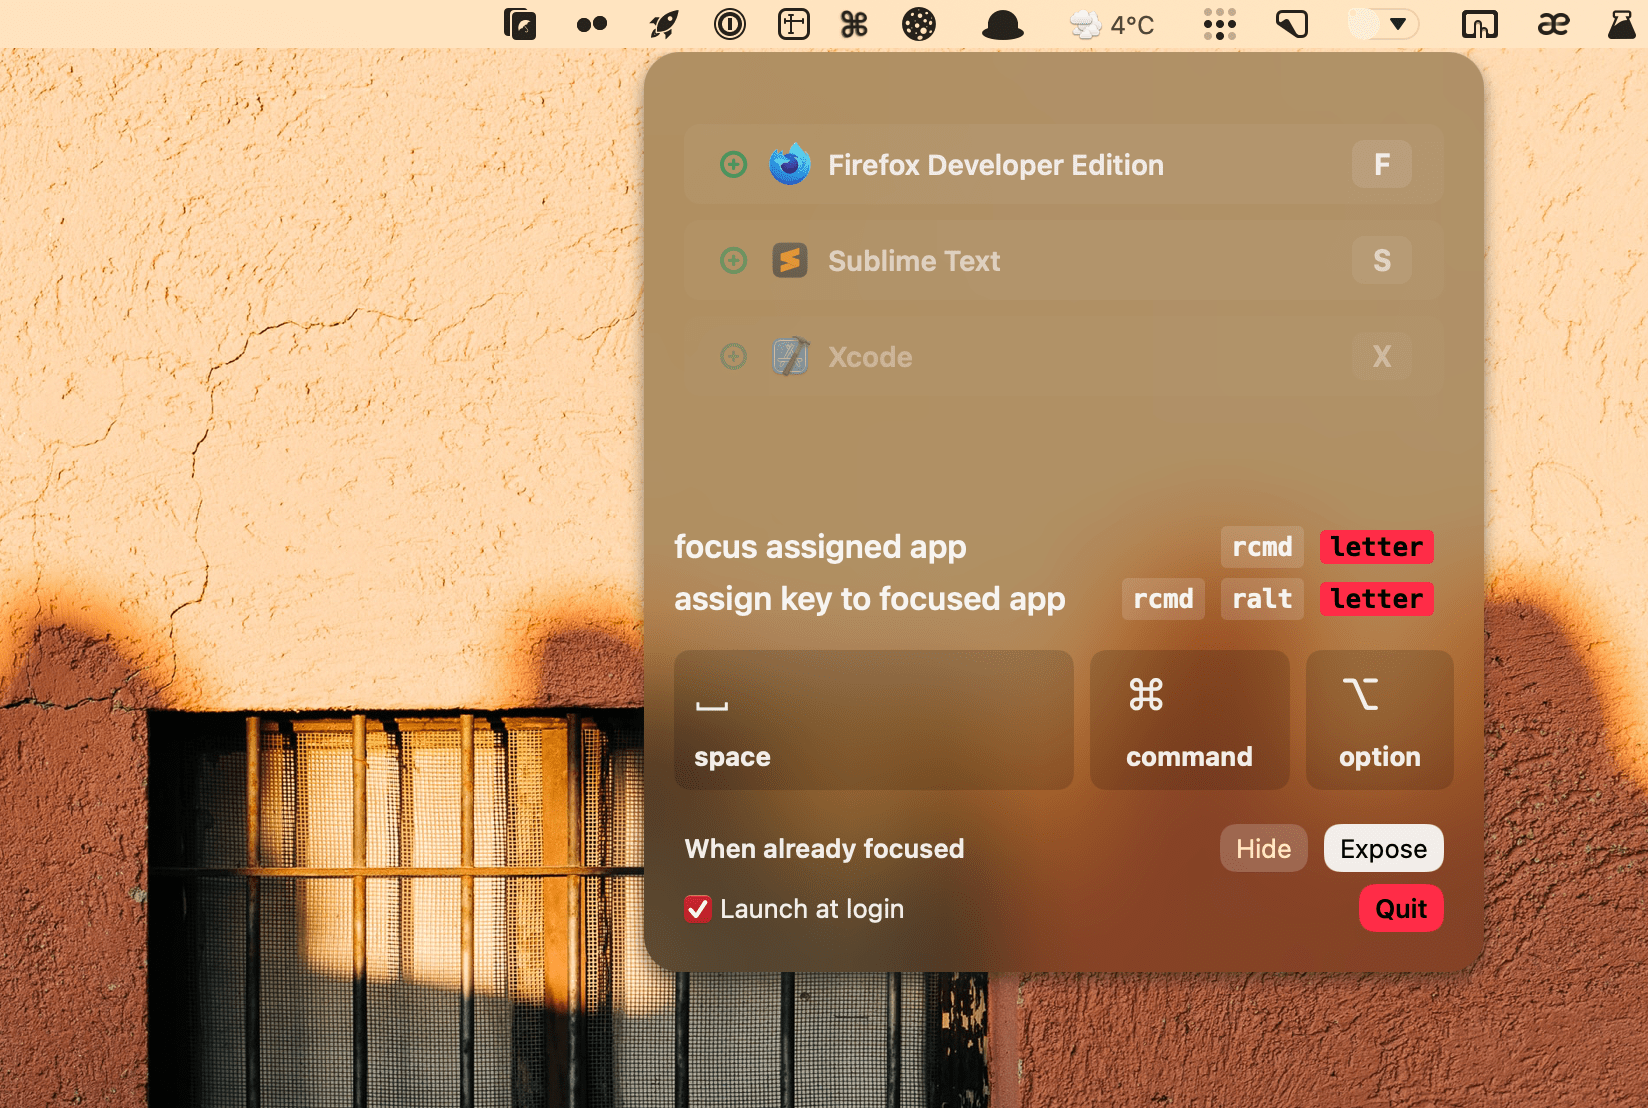 4°C
Firefox Developer Edition F
Sublime Text S
Xcode X
focus assigned app rcmd letter
assign key to focused app rcmd ralt letter
⌘ ⌥
space command option
When already focused Hide Expose
Launch at login Quit